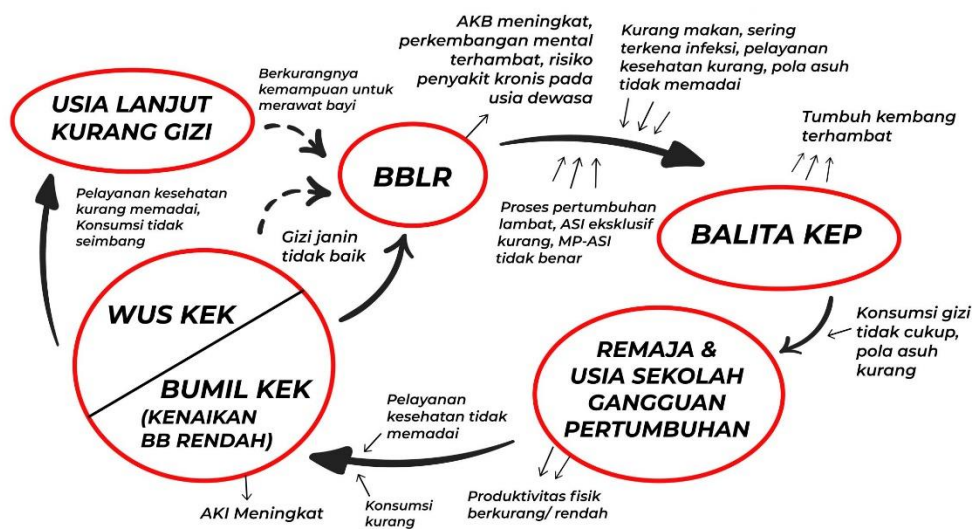 AKB meningkat,
perkembangan mental
terhambat, risiko
penyakit kronis pada
usia dewasa
Kurang makan, sering
terkena infeksi, pelayanan
kesehatan kurang, pola asuh
tidak memadai
Berkurangnya
kemampuan untuk
merawat bayi
USIA LANJUT
KURANG GIZI
BBLR
Tumbuh kembang
terhambat
Pelayanan kesehatan
kurang memadai,
Konsumsi tidak
seimbang
Gizi janin
tidak baik
Proses pertumbuhan
lambat, ASI eksklusif
kurang, MP-ASI
tidak benar
BALITA KEP
WUS KEK
BUMIL KEK
(KENAIKAN
BB RENDAH)
Konsumsi gizi
tidak cukup,
pola asuh
kurang
REMAJA &
USIA SEKOLAH
GANGGUAN
PERTUMBUHAN
Pelayanan
kesehatan tidak
memadai
AKI Meningkat
Konsumsi
kurang
Produktivitas fisik
berkurang/ rendah